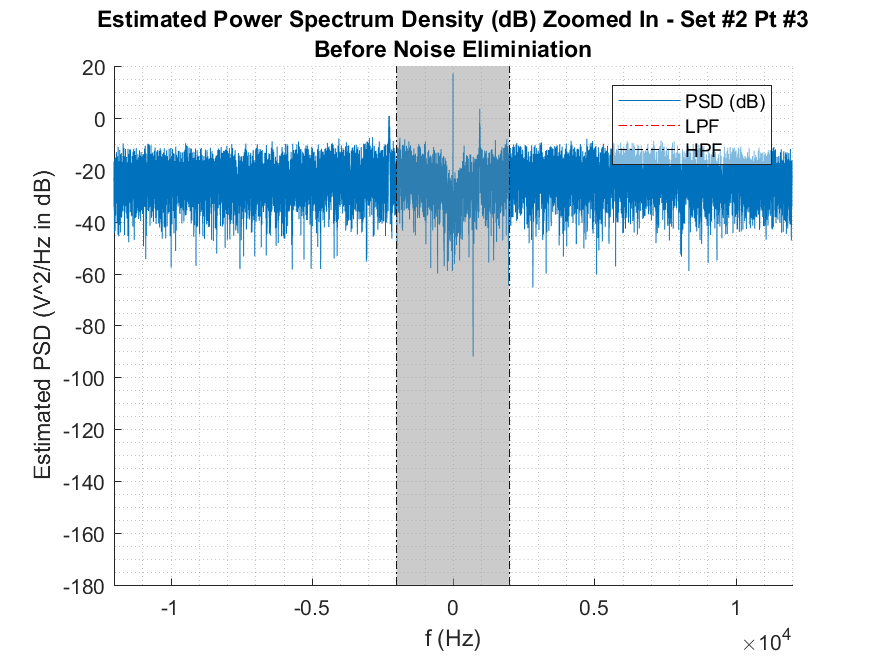 Estimated Power Spectrum Density (dB) Zoomed In - Set #2 Pt #3
Before Noise Eliminiation
20
0
-20
-40
-60
-80
-100
-120
-140
-160
-180
Estimated PSD (V^2/Hz in dB)
PSD (dB)
LPF
HPF
-1
-0.5
0
0.5
1
×10^4
f (Hz)